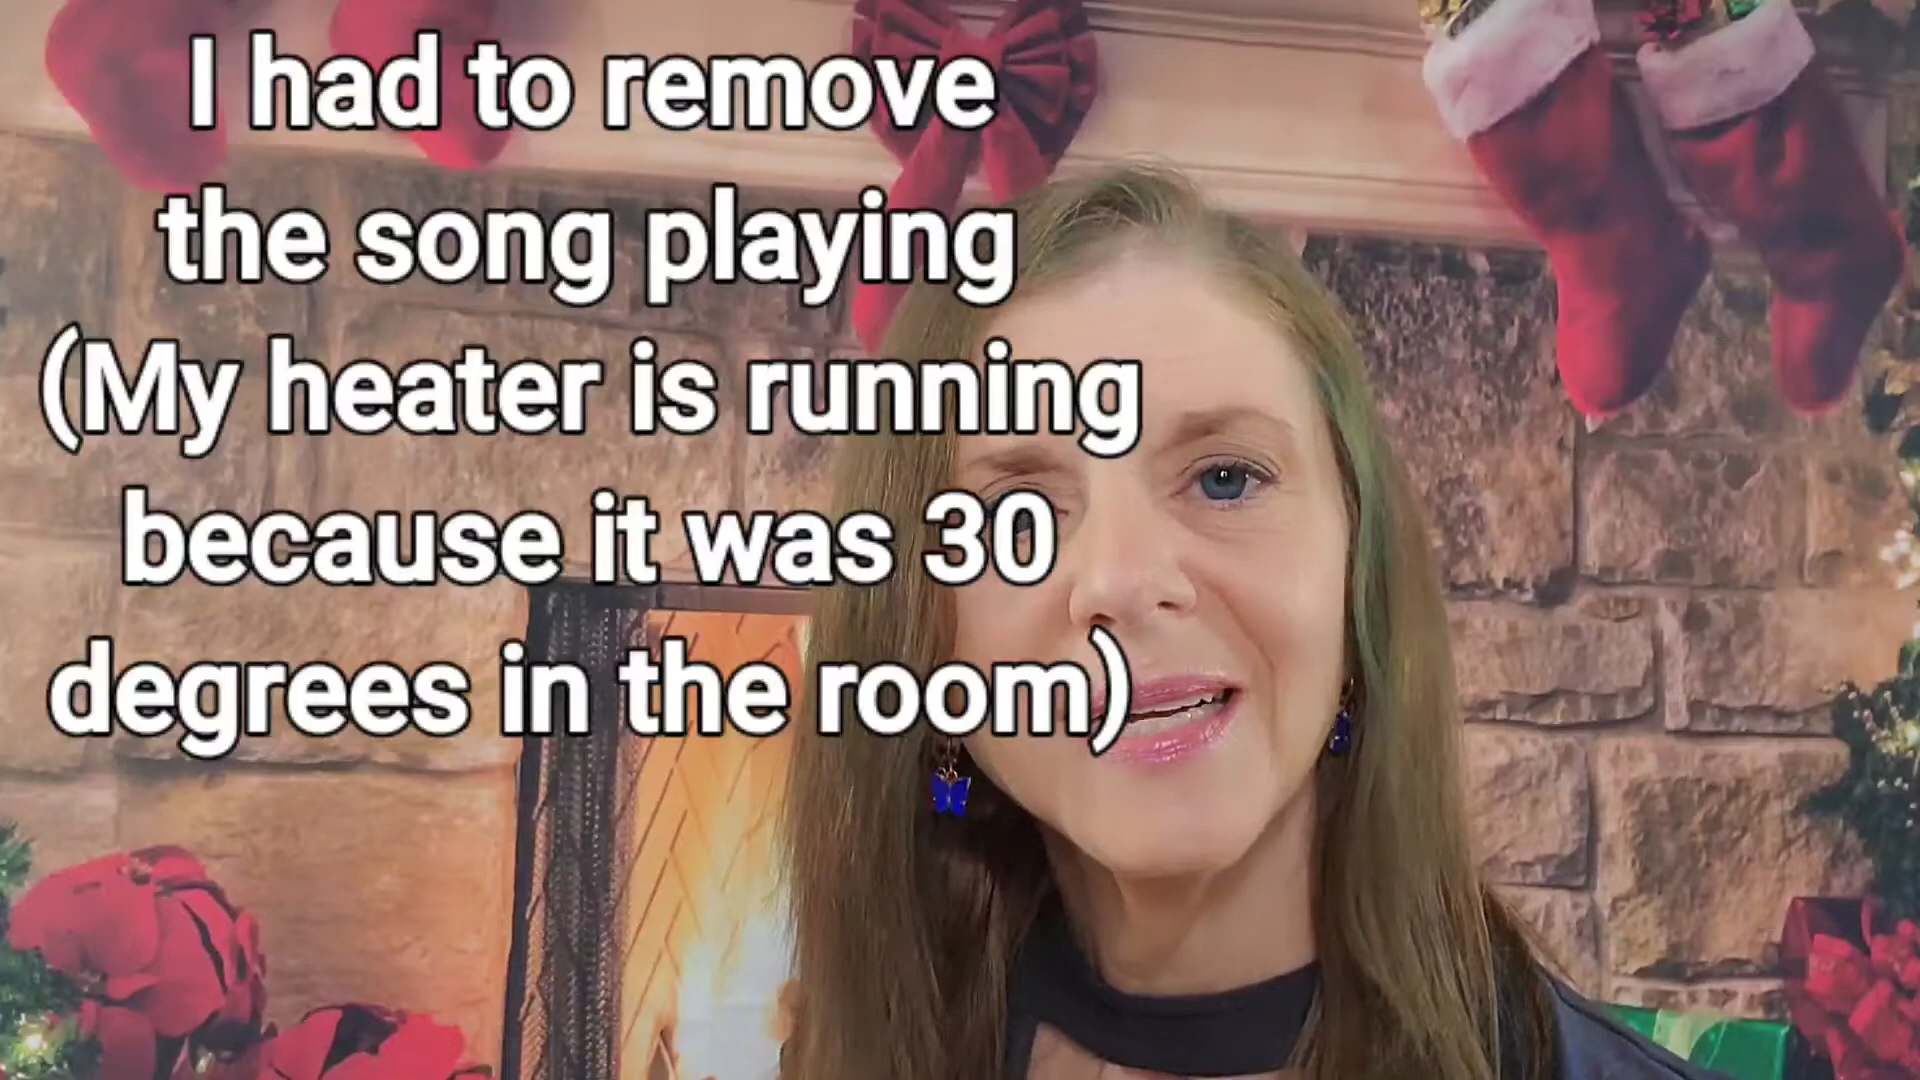 I had to remove
the song playing
(My heater is running
because it was 30
degrees in the room)